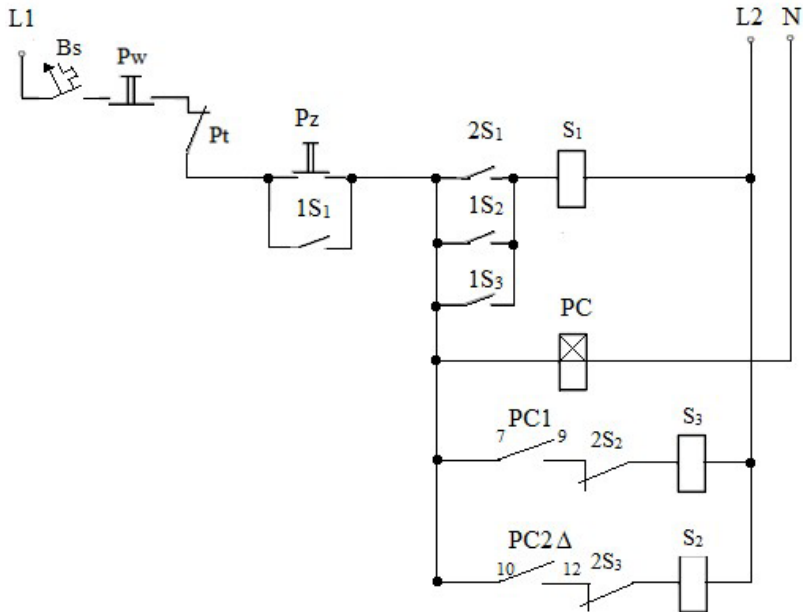 L1
L2 N
Bs
Pw
Pt
Pz
1S₁
2S₁
S₁
1S₂
1S₃
PC
PC1
7 9
2S₂
S₃
PC2 Δ
10 12
2S₃
S₂